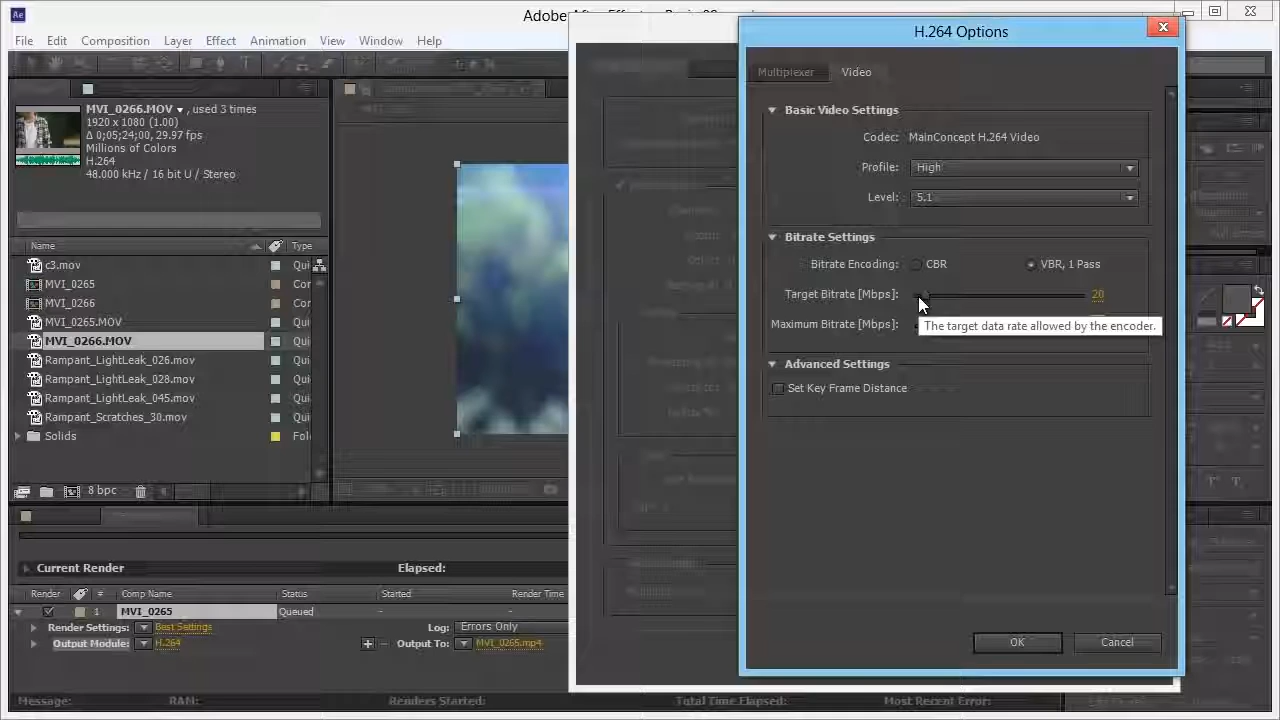 Ae
Adobe
File Edit Composition Layer Effect Animation View Window Help
MVI_0266.MOV ▾, used 3 times
1920 x 1080 (1.00)
Δ 0;05;24;00, 29.97 fps
Millions of Colors
H.264
48.000 kHz / 16 bit U / Stereo
Name Type
c3.mov Qui
MVI_0265 Cor
MVI_0266 Cor
MVI_0265.MOV Qui
MVI_0266.MOV Qui
Rampant_LightLeak_026.mov Qui
Rampant_LightLeak_028.mov Qui
Rampant_LightLeak_045.mov Qui
Rampant_Scratches_30.mov Qui
Solids Fol
8 bpc
Current Render Elapsed:
Render # Comp Name Status Started Render Time
1 MVI_0265 Queued - -
Render Settings: Best Settings Log: Errors Only
Output Module: H.264 Output To: MVI_0265.mp4
Message: RAM: Renders Started: Total Time Elapsed: Most Recent Error:
H.264 Options
Multiplexer Video
Basic Video Settings
Codec: MainConcept H.264 Video
Profile: High
Level: 5.1
Bitrate Settings
Bitrate Encoding: CBR VBR, 1 Pass
Target Bitrate [Mbps]: 20
Maximum Bitrate [Mbps]:
The target data rate allowed by the encoder.
Advanced Settings
Set Key Frame Distance
OK Cancel